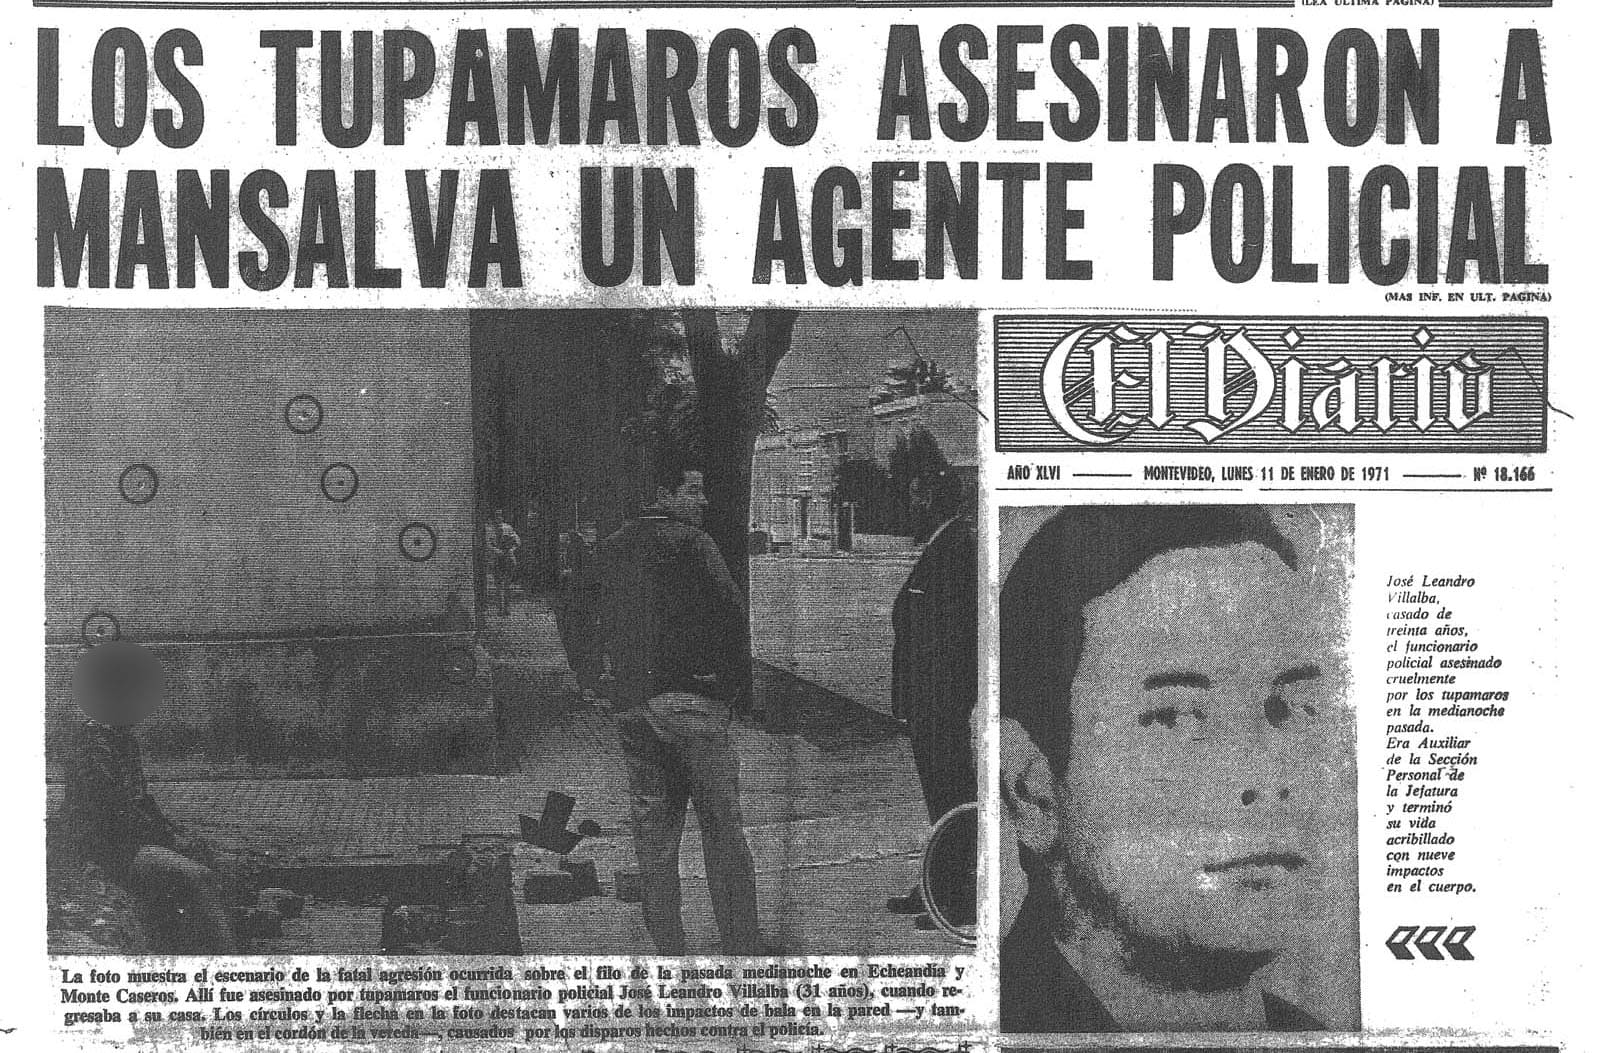 (LEA ULTIMA PAGINA)
LOS TUPAMAROS ASESINARON A
MANSALVA UN AGENTE POLICIAL
(MAS INF. EN ULT. PAGINA)
El Diario
AÑO XLVI — MONTEVIDEO, LUNES 11 DE ENERO DE 1971 — Nº 18.166
José Leandro
Villalba,
casado de
treinta años,
el funcionario
policial asesinado
cruelmente
por los tupamaros
en la medianoche
pasada.
Era Auxiliar
de la Sección
Personal de
la Jefatura
y terminó
su vida
acribillado
con nueve
impactos
en el cuerpo.
La foto muestra el escenario de la fatal agresión ocurrida sobre el filo de la pasada medianoche en Echeandía y
Monte Caseros. Allí fue asesinado por tupamaros el funcionario policial José Leandro Villalba (31 años), cuando re-
gresaba a su casa. Los círculos y la flecha en la foto destacan varios de los impactos de bala en la pared —y tam-
bién en el cordón de la vereda—, causados por los disparos hechos contra el policía.